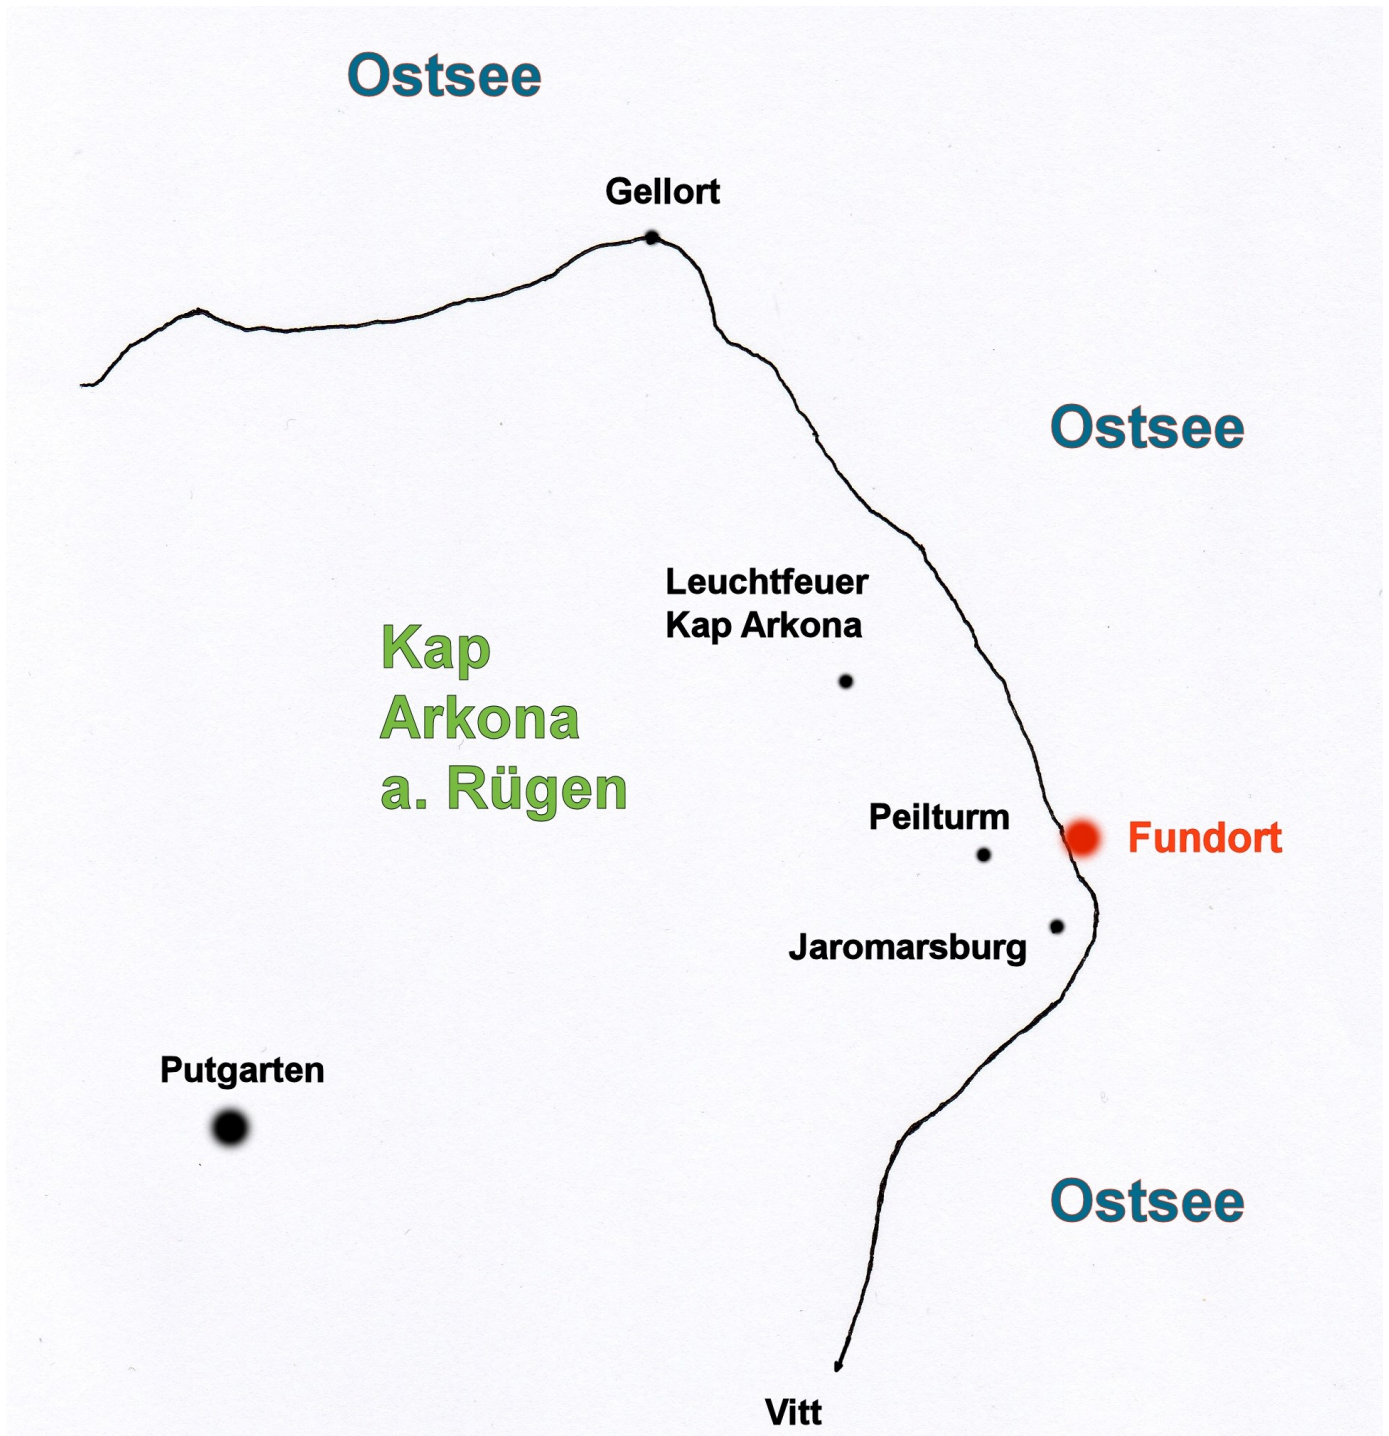 Ostsee
Gellort
Ostsee
Leuchtfeuer
Kap Arkona
Kap
Arkona
a. Rügen
Peilturm
Fundort
Jaromarsburg
Putgarten
Ostsee
Vitt